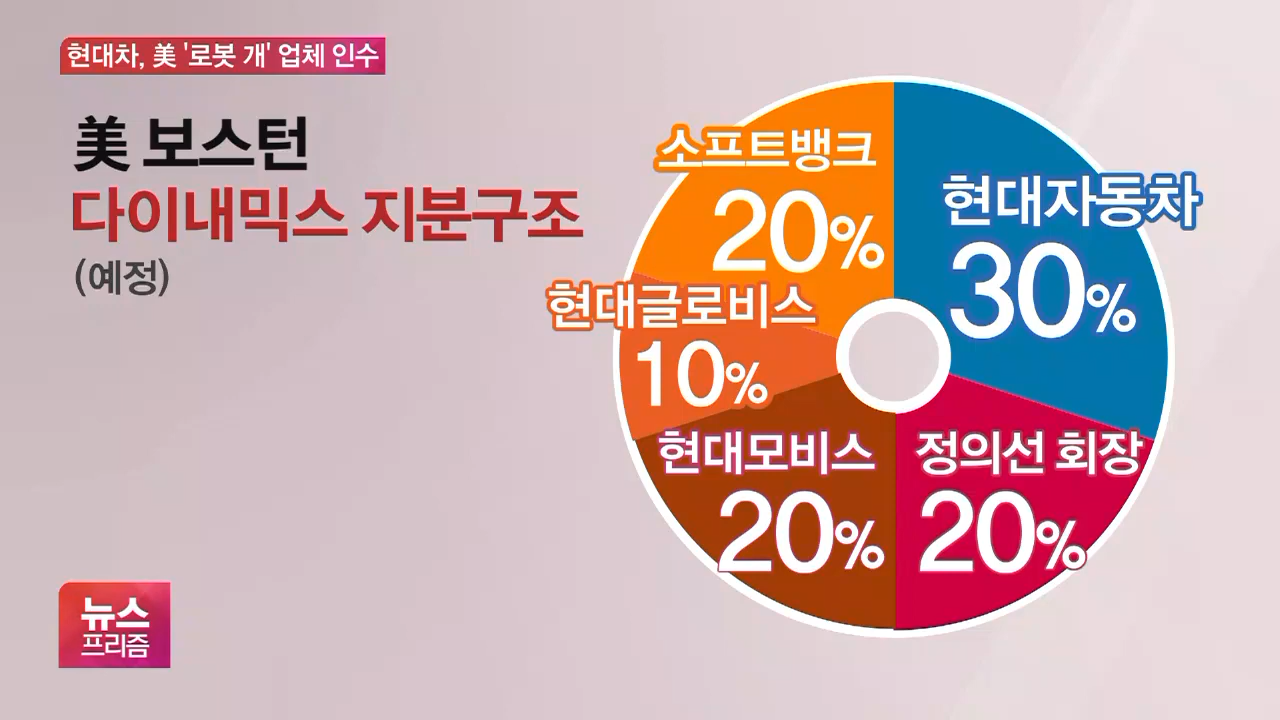 현대차, 美 '로봇 개' 업체 인수
美 보스턴
다이내믹스 지분구조
(예정)
소프트뱅크
20%
현대자동차
30%
현대글로비스
10%
현대모비스
20%
정의선 회장
20%
뉴스
프리즘